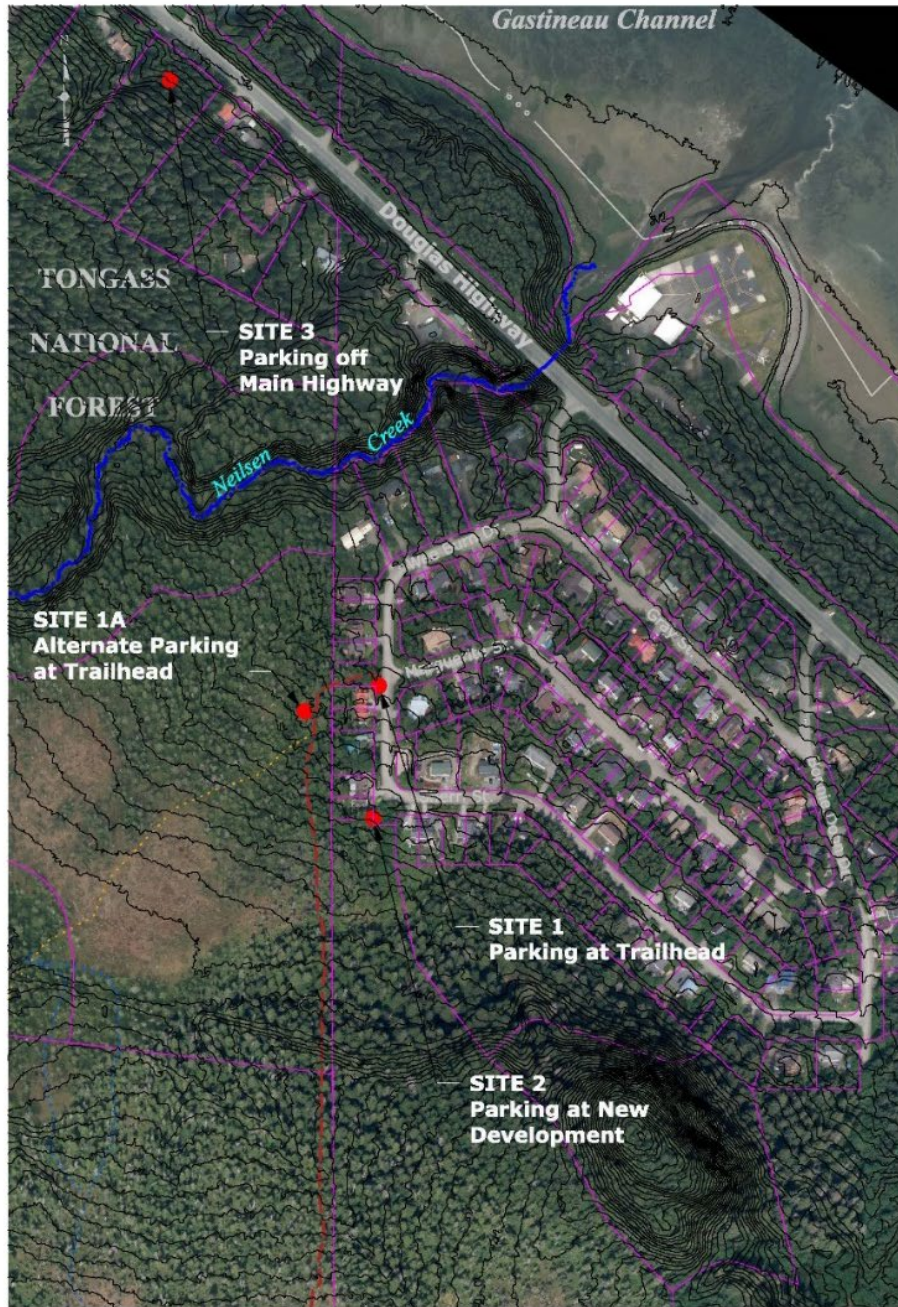 Gastineau Channel
Douglas Highway
TONGASS
NATIONAL
FOREST
SITE 3
Parking off
Main Highway
Neilsen
Creek
SITE 1A
Alternate Parking
at Trailhead
SITE 1
Parking at Trailhead
SITE 2
Parking at New
Development